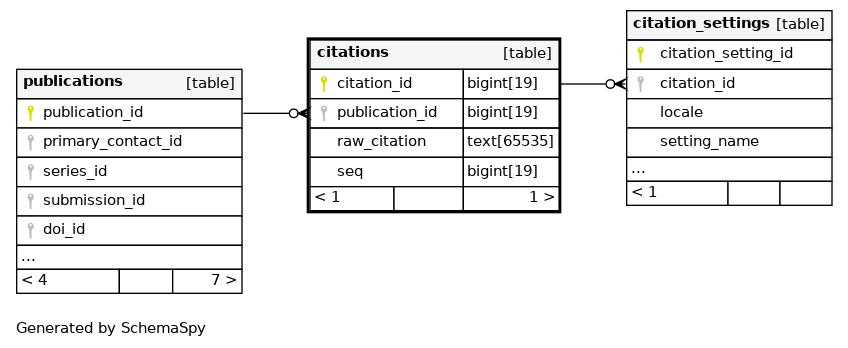 publications [table]
publication_id
primary_contact_id
series_id
submission_id
doi_id
...
< 4 7 >
citations [table]
citation_id bigint[19]
publication_id bigint[19]
raw_citation text[65535]
seq bigint[19]
< 1 1 >
citation_settings [table]
citation_setting_id
citation_id
locale
setting_name
...
< 1
Generated by SchemaSpy